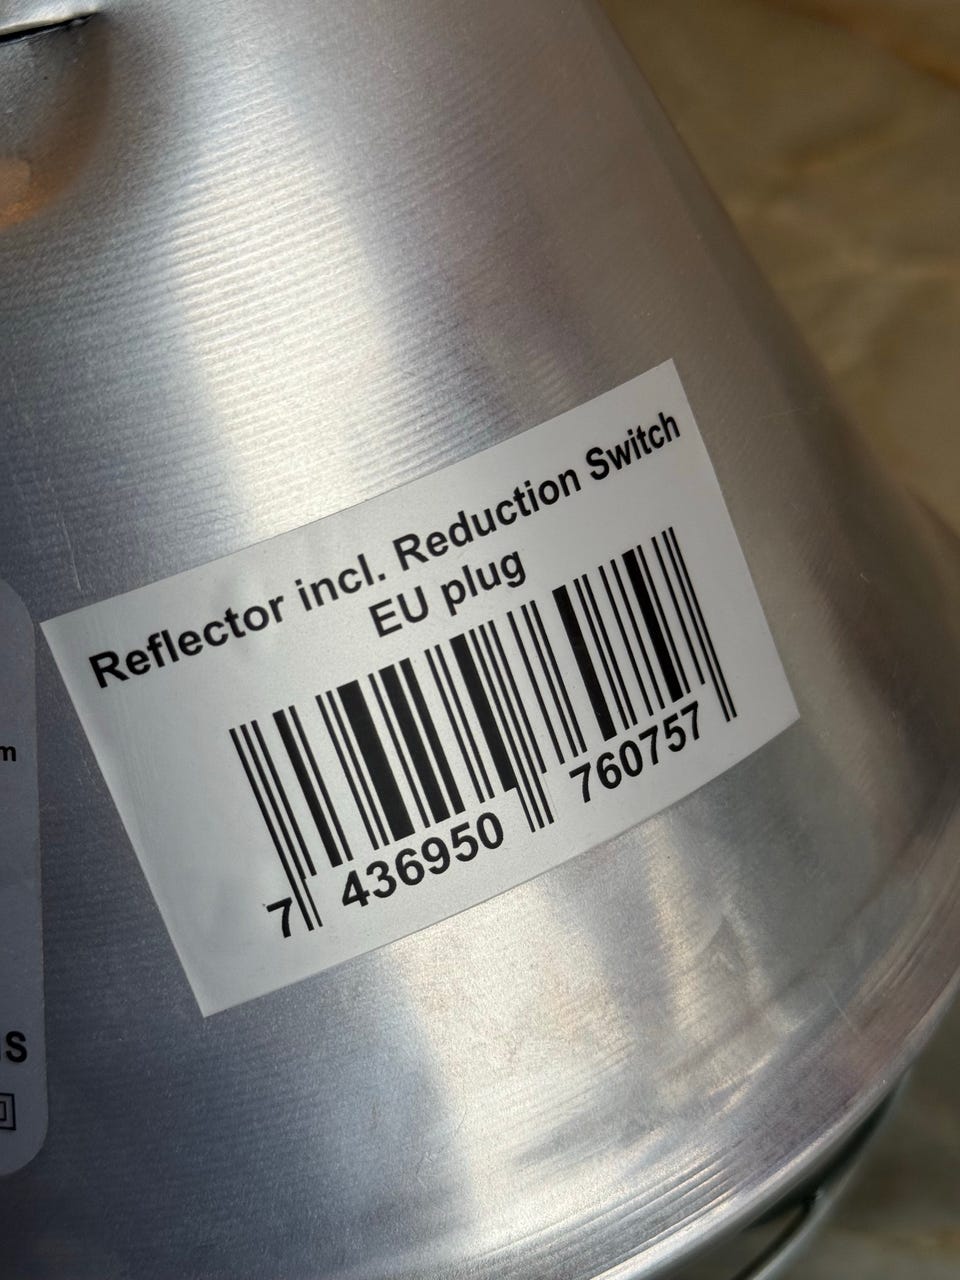 Reflector incl. Reduction Switch
EU plug
7 436950 760757
m
s